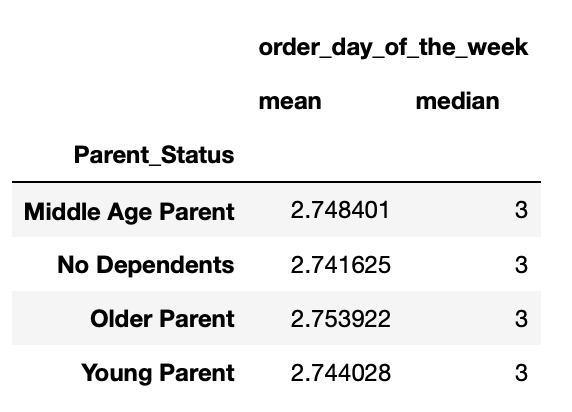 order_day_of_the_week
mean median
Parent_Status
Middle Age Parent 2.748401 3
No Dependents 2.741625 3
Older Parent 2.753922 3
Young Parent 2.744028 3